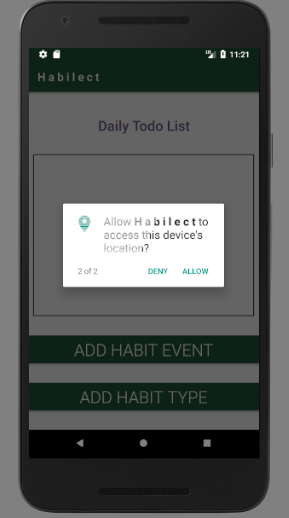 11:21
Habilect
Daily Todo List
Allow Habilect to
access this device's
location?
2 of 2
DENY
ALLOW
ADD HABIT EVENT
ADD HABIT TYPE